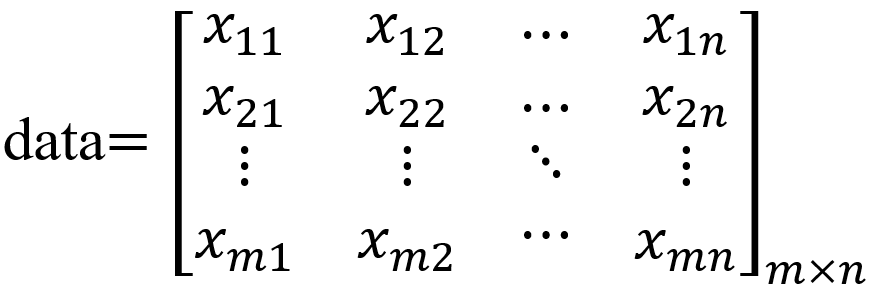 x11 x12 ⋯ x1n
x21 x22 ⋯ x2n
data= ⋮ ⋮ ⋱ ⋮
xm1 xm2 ⋯ xmn
m×n